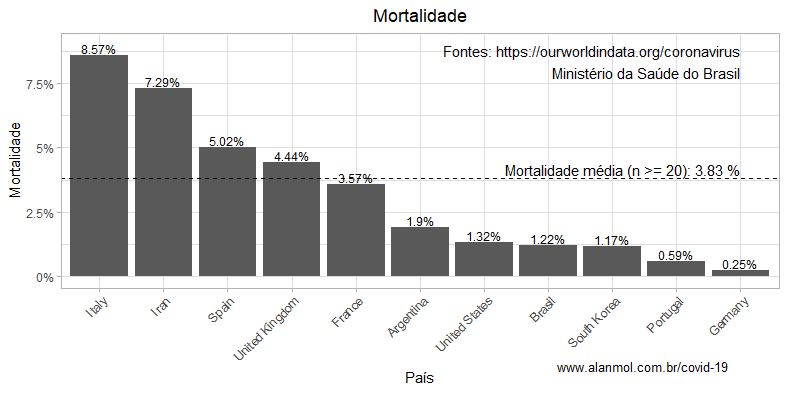 Mortalidade
Fontes: https://ourworldindata.org/coronavirus
Ministério da Saúde do Brasil
Mortalidade média (n >= 20): 3.83 %
Mortalidade
7.5%
5%
2.5%
0%
8.57%
7.29%
5.02%
4.44%
3.57%
1.9%
1.32%
1.22%
1.17%
0.59%
0.25%
Italy
Iran
Spain
United Kingdom
France
Argentina
United States
Brasil
South Korea
Portugal
Germany
País
www.alanmol.com.br/covid-19